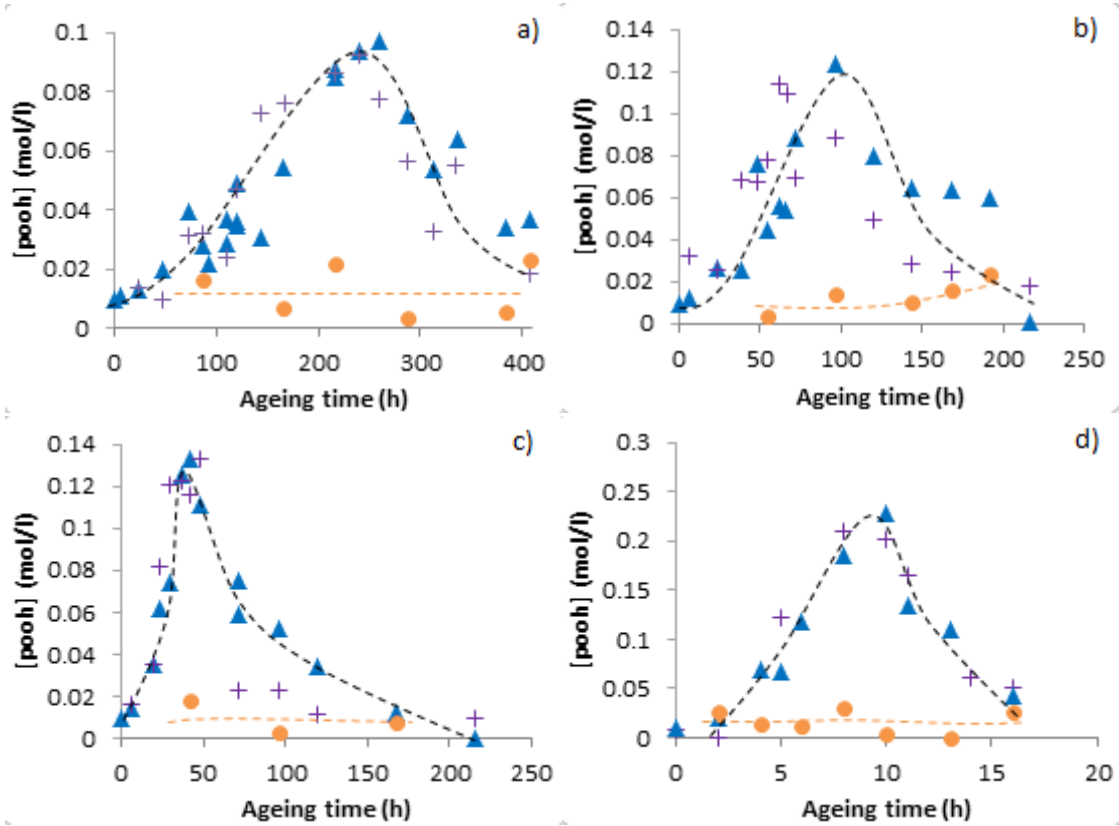 a)
[pooh] (mol/l)
0.1
0.08
0.06
0.04
0.02
0
0 100 200 300 400
Ageing time (h)
b)
[pooh] (mol/l)
0.14
0.12
0.1
0.08
0.06
0.04
0.02
0
0 50 100 150 200 250
Ageing time (h)
c)
[pooh] (mol/l)
0.14
0.12
0.1
0.08
0.06
0.04
0.02
0
0 50 100 150 200 250
Ageing time (h)
d)
[pooh] (mol/l)
0.3
0.25
0.2
0.15
0.1
0.05
0
0 5 10 15 20
Ageing time (h)